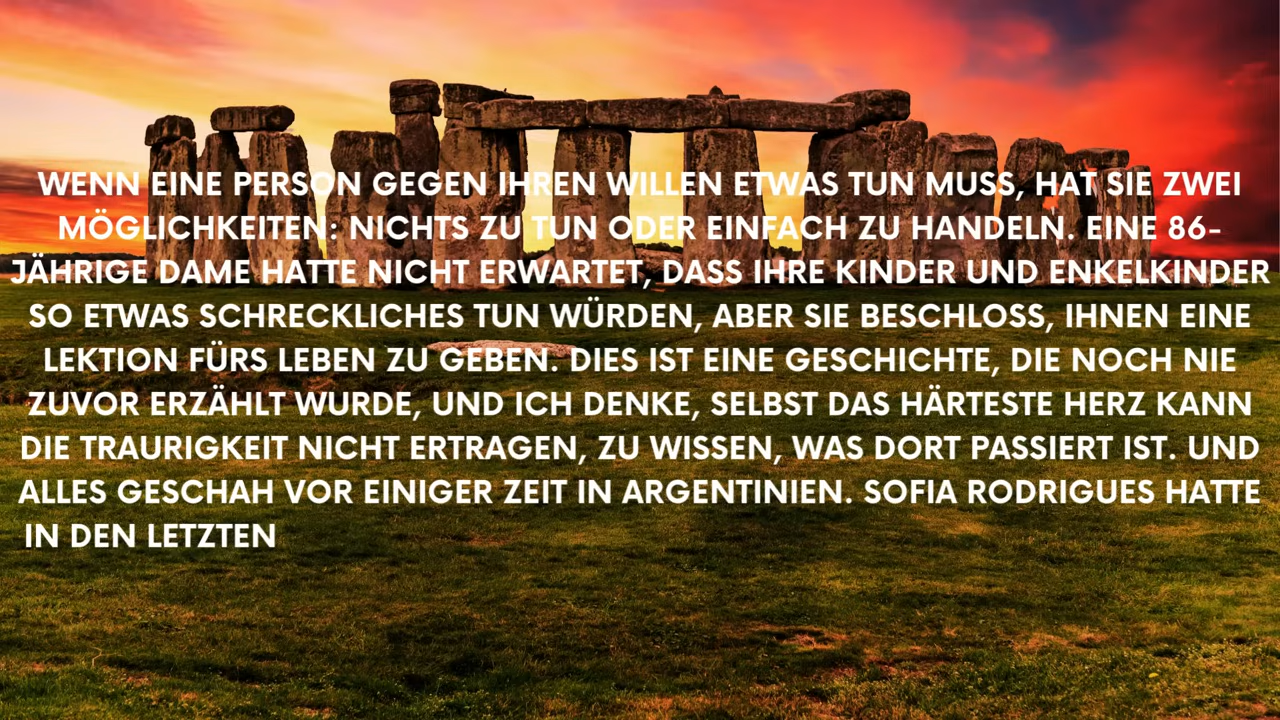 WENN EINE PERSON GEGEN IHREN WILLEN ETWAS TUN MUSS, HAT SIE ZWEI
MÖGLICHKEITEN: NICHTS ZU TUN ODER EINFACH ZU HANDELN. EINE 86-
JÄHRIGE DAME HATTE NICHT ERWARTET, DASS IHRE KINDER UND ENKELKINDER
SO ETWAS SCHRECKLICHES TUN WÜRDEN, ABER SIE BESCHLOSS, IHNEN EINE
LEKTION FÜRS LEBEN ZU GEBEN. DIES IST EINE GESCHICHTE, DIE NOCH NIE
ZUVOR ERZÄHLT WURDE, UND ICH DENKE, SELBST DAS HÄRTESTE HERZ KANN
DIE TRAURIGKEIT NICHT ERTRAGEN, ZU WISSEN, WAS DORT PASSIERT IST. UND
ALLES GESCHAH VOR EINIGER ZEIT IN ARGENTINIEN. SOFIA RODRIGUES HATTE
IN DEN LETZTEN